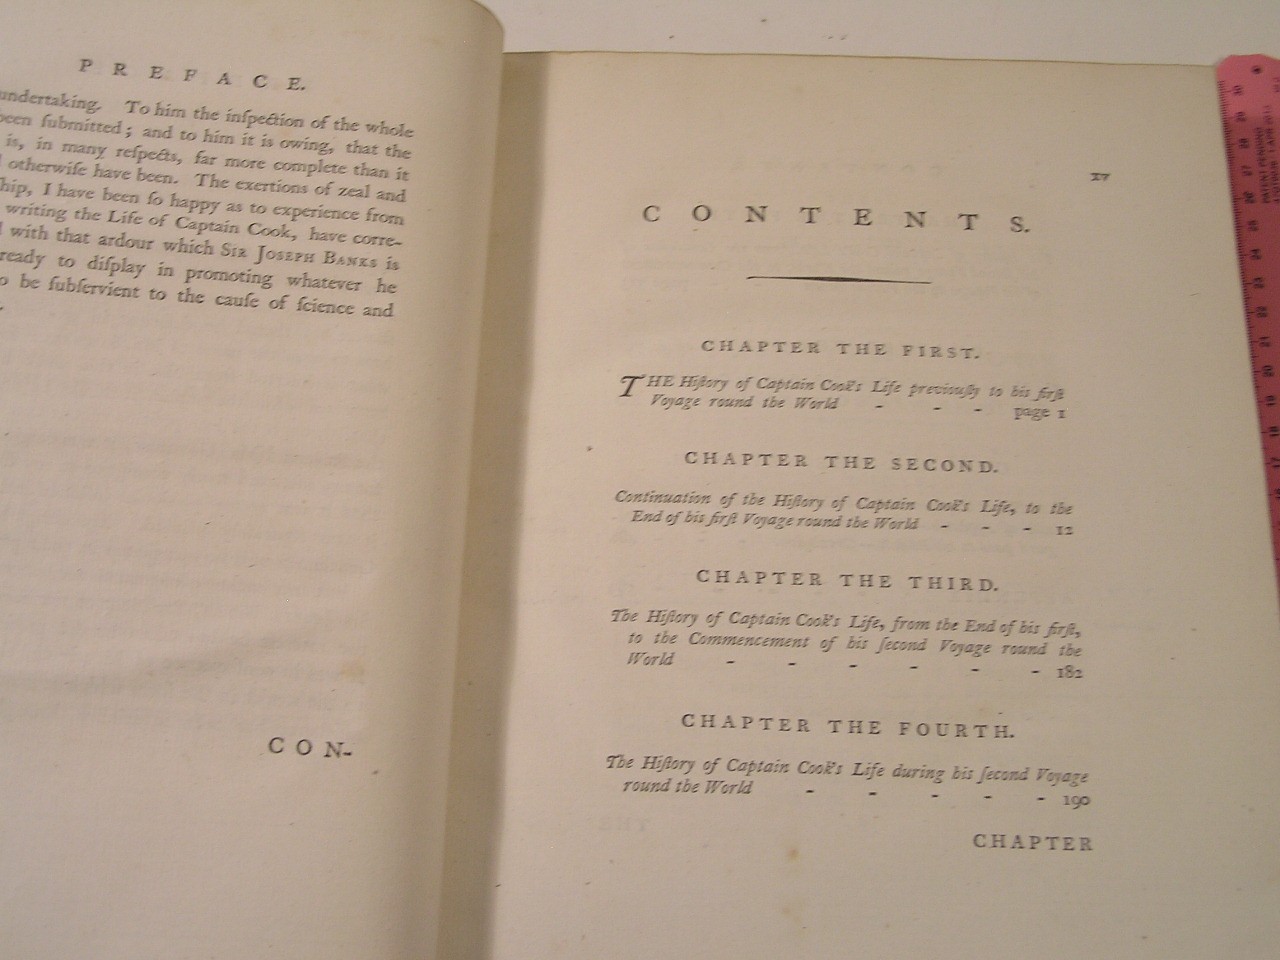 PREFACE.
undertaking. To him the inſpection of the whole
been ſubmitted; and to him it is owing, that the
is, in many reſpects, far more complete than it
otherwiſe have been. The exertions of zeal and
hip, I have been ſo happy as to experience from
writing the Life of Captain Cook, have corre-
with that ardour which Sir Joseph Banks is
ready to diſplay in promoting whatever he
o be ſubſervient to the cauſe of ſcience and
CON-
xv
CONTENTS.
CHAPTER THE FIRST.
THE Hiſtory of Captain Cook's Life previouſly to his firſt
Voyage round the World - - - page 1
CHAPTER THE SECOND.
Continuation of the Hiſtory of Captain Cook's Life, to the
End of his firſt Voyage round the World - - - 12
CHAPTER THE THIRD.
The Hiſtory of Captain Cook's Life, from the End of his firſt,
to the Commencement of his ſecond Voyage round the
World - - - - - - 182
CHAPTER THE FOURTH.
The Hiſtory of Captain Cook's Life during his ſecond Voyage
round the World - - - - - 190
CHAPTER